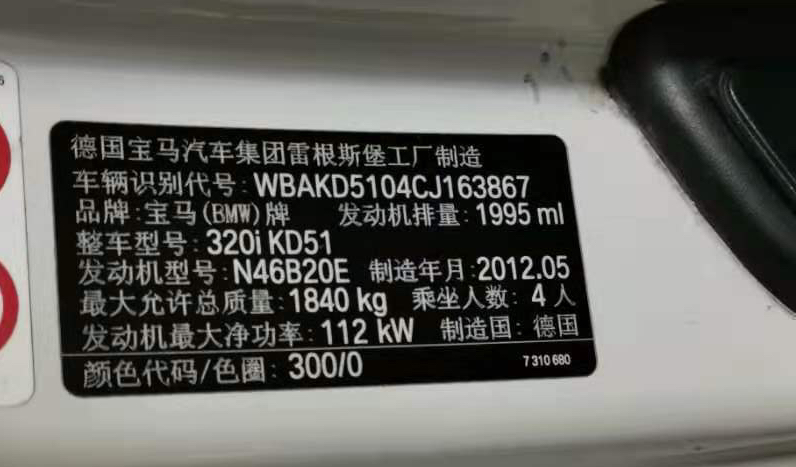 德国宝马汽车集团雷根斯堡工厂制造
车辆识别代号: WBAKD5104CJ163867
品牌: 宝马(BMW)牌 发动机排量: 1995 ml
整车型号: 320i KD51
发动机型号: N46B20E 制造年月: 2012.05
最大允许总质量: 1840 kg 乘坐人数: 4 人
发动机最大净功率: 112 kW 制造国: 德国
颜色代码/色圈: 300/0 7 310 680